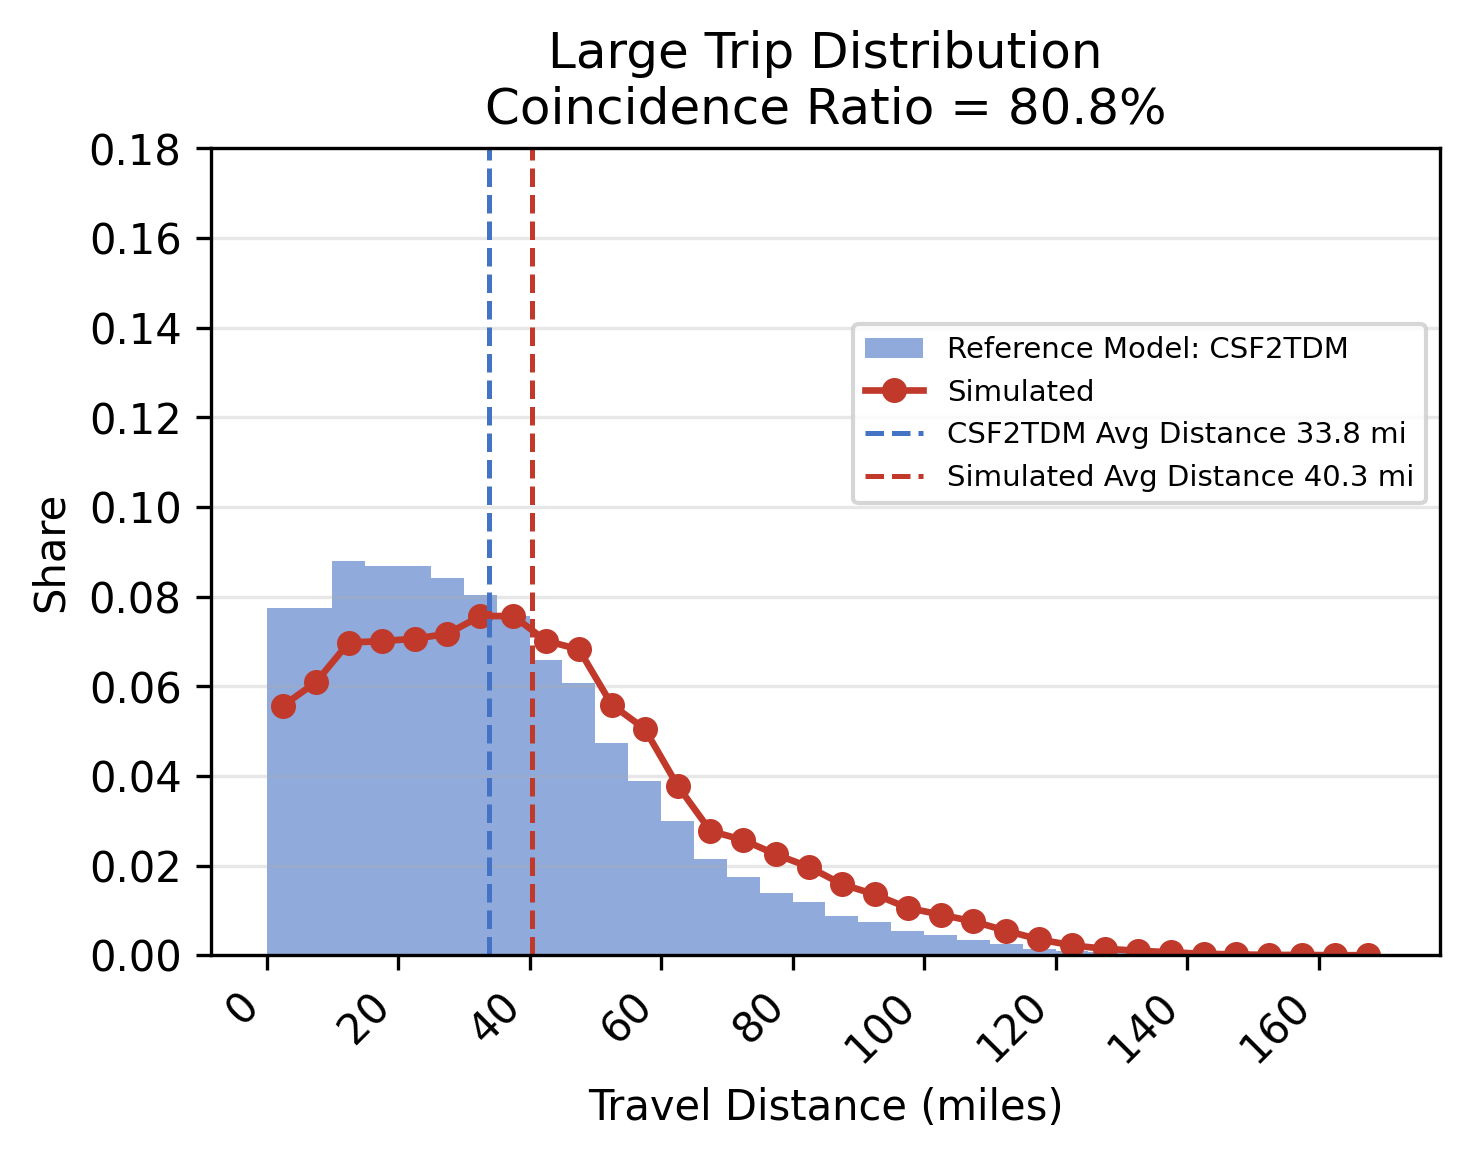 Large Trip Distribution
Coincidence Ratio = 80.8%
0.18
0.16
0.14
0.12
0.10
0.08
0.06
0.04
0.02
0.00
Share
Reference Model: CSF2TDM
Simulated
CSF2TDM Avg Distance 33.8 mi
Simulated Avg Distance 40.3 mi
0 20 40 60 80 100 120 140 160
Travel Distance (miles)